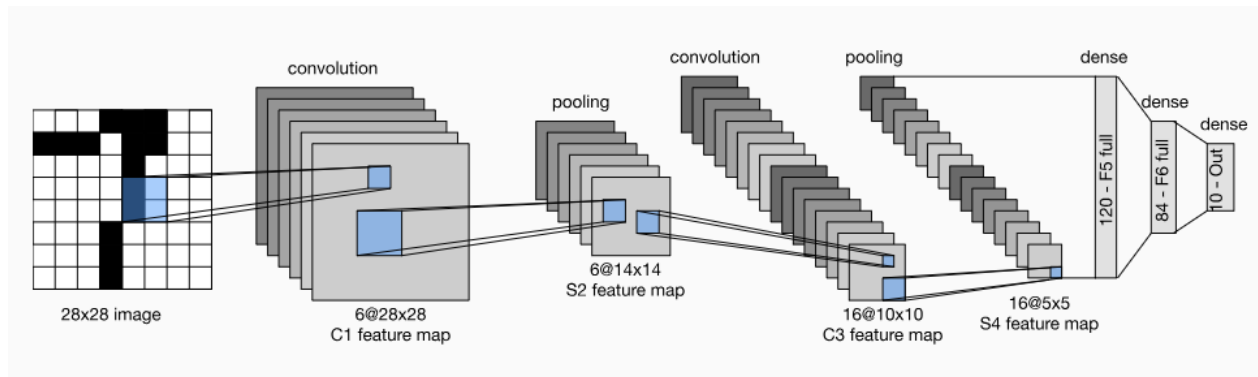 convolution
pooling
convolution
pooling
dense
dense
dense
28x28 image
6@28x28
C1 feature map
6@14x14
S2 feature map
16@10x10
C3 feature map
16@5x5
S4 feature map
120 - F5 full
84 - F6 full
10 - Out